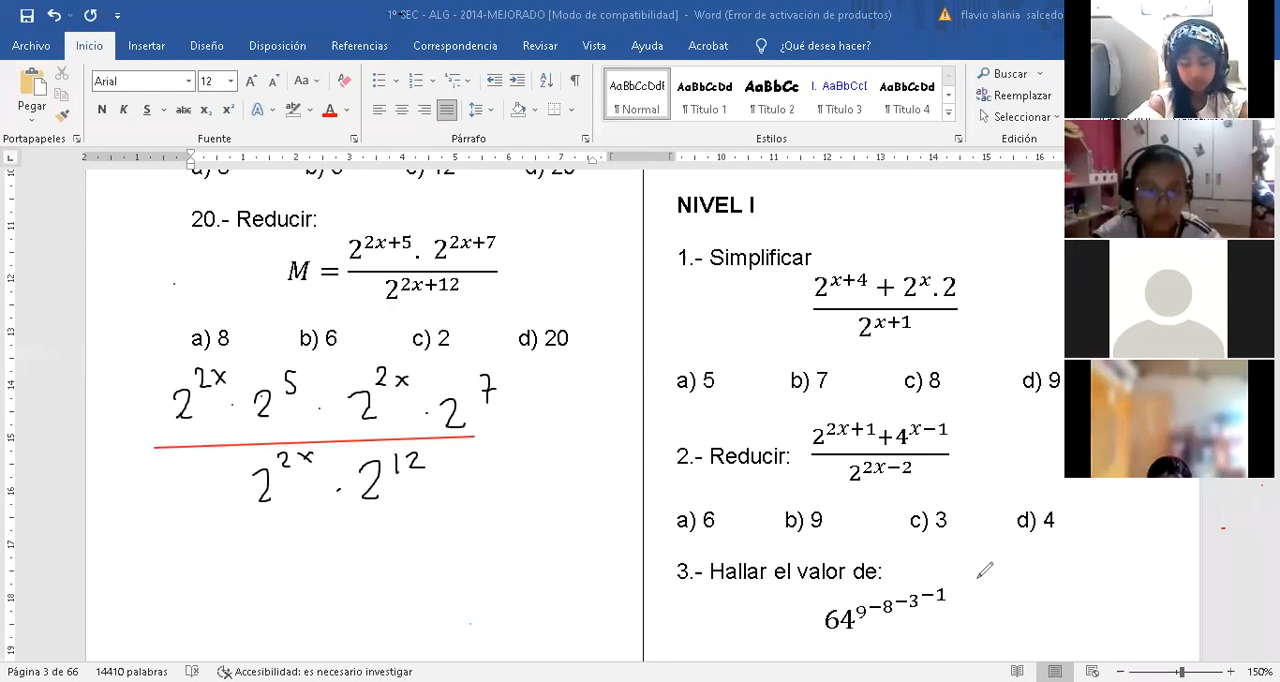 1º SEC - ALG - 2014-MEJORADO [Modo de compatibilidad] - Word (Error de activación de productos)
flavio alania salcedo
Archivo Inicio Insertar Diseño Disposición Referencias Correspondencia Revisar Vista Ayuda Acrobat ¿Qué desea hacer?
Pegar
Arial 12
N K S abc x₂ x²
AaBbCcDdE AaBbCcDd AaBbCc I. AaBbCcI AaBbCcDd
¶ Normal ¶ Título 1 ¶ Título 2 ¶ Título 3 ¶ Título 4
Buscar
Reemplazar
Seleccionar
Portapapeles Fuente Párrafo Estilos Edición
20.- Reducir:
M = (2^(2x+5) . 2^(2x+7)) / 2^(2x+12)
a) 8 b) 6 c) 2 d) 20
2^(2x) . 2^5 . 2^(2x) . 2^7
2^(2x) . 2^12
NIVEL I
1.- Simplificar
(2^(x+4) + 2^x . 2) / 2^(x+1)
a) 5 b) 7 c) 8 d) 9
2.- Reducir: (2^(2x+1) + 4^(x−1)) / 2^(2x−2)
a) 6 b) 9 c) 3 d) 4
3.- Hallar el valor de:
64^9^−8^−3^−1
Página 3 de 66 14410 palabras Accesibilidad: es necesario investigar 150%